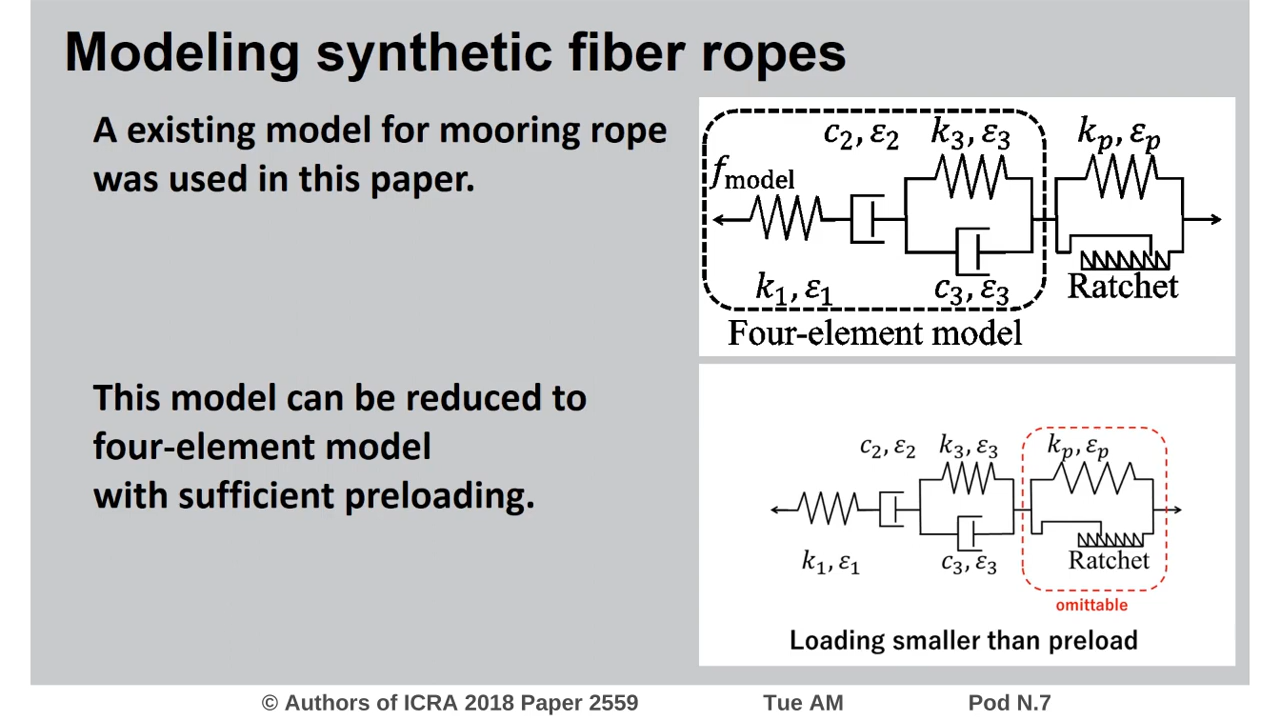 Modeling synthetic fiber ropes
A existing model for mooring rope
was used in this paper.
c₂, ε₂
k₃, ε₃
kₚ, εₚ
f_model
k₁, ε₁
c₃, ε₃
Ratchet
Four-element model
This model can be reduced to
four-element model
with sufficient preloading.
c₂, ε₂
k₃, ε₃
kₚ, εₚ
k₁, ε₁
c₃, ε₃
Ratchet
omittable
Loading smaller than preload
© Authors of ICRA 2018 Paper 2559 Tue AM Pod N.7